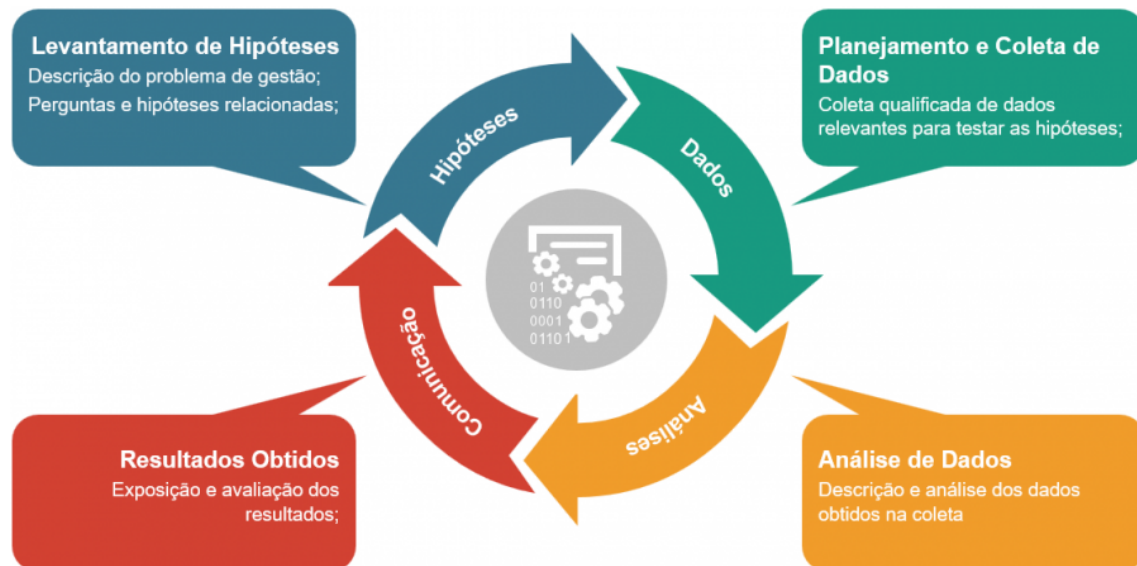 Levantamento de Hipóteses
Descrição do problema de gestão;
Perguntas e hipóteses relacionadas;
Planejamento e Coleta de
Dados
Coleta qualificada de dados
relevantes para testar as hipóteses;
Hipóteses
Dados
01
0110
0001
01101
Comunicação
Análises
Resultados Obtidos
Exposição e avaliação dos
resultados;
Análise de Dados
Descrição e análise dos dados
obtidos na coleta